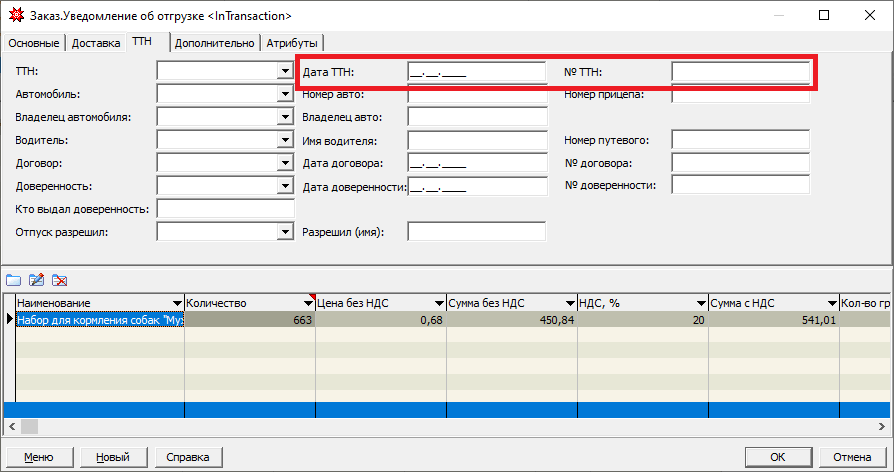 Заказ.Уведомление об отгрузке <InTransaction>
Основные Доставка ТТН Дополнительно Атрибуты
ТТН: Дата ТТН: __.__.____ № ТТН:
Автомобиль: Номер авто: Номер прицепа:
Владелец автомобиля: Владелец авто:
Водитель: Имя водителя: Номер путевого:
Договор: Дата договора: __.__.____ № договора:
Доверенность: Дата доверенности: __.__.____ № доверенности:
Кто выдал доверенность:
Отпуск разрешил: Разрешил (имя):
Наименование Количество Цена без НДС Сумма без НДС НДС, % Сумма с НДС Кол-во гр
Набор для кормления собак "Му 663 0,68 450,84 20 541,01
Меню Новый Справка ОК Отмена